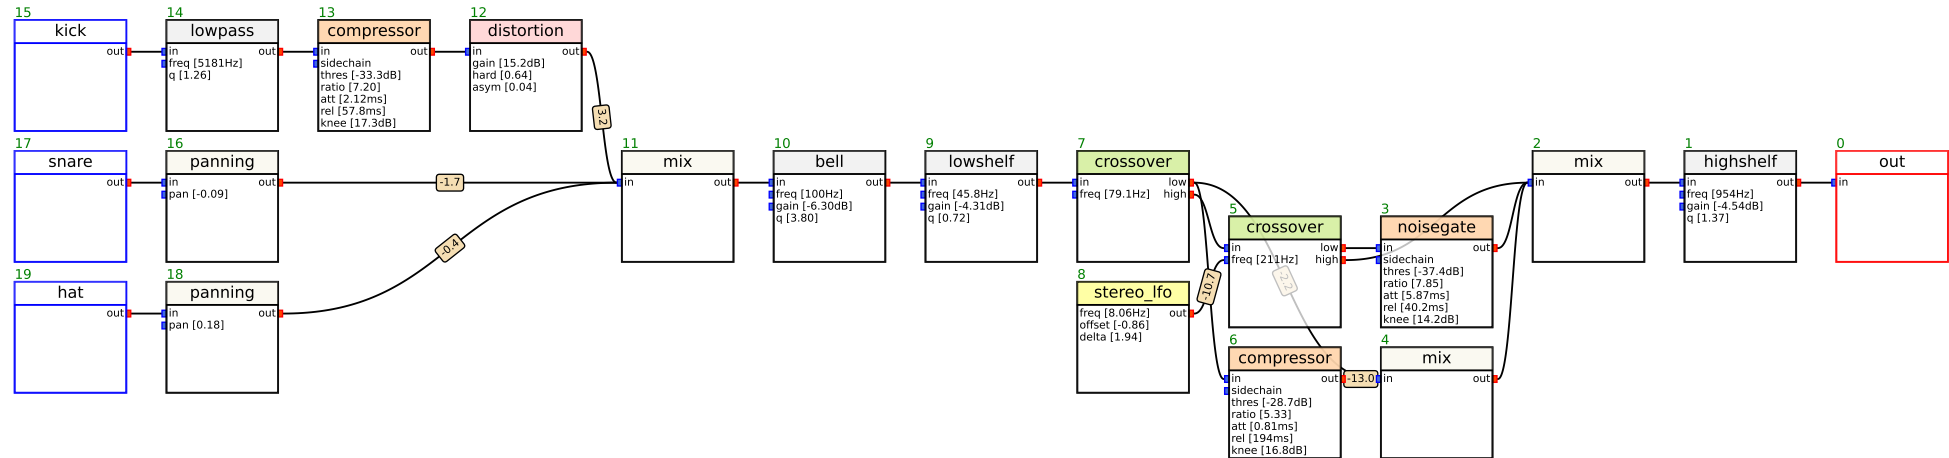 15
kick
out
14
lowpass
in out
freq [5181Hz]
q [1.26]
13
compressor
in out
sidechain
thres [-33.3dB]
ratio [7.20]
att [2.12ms]
rel [57.8ms]
knee [17.3dB]
12
distortion
in out
gain [15.2dB]
hard [0.64]
asym [0.04]
3.2
17
snare
out
16
panning
in out
pan [-0.09]
-1.7
11
mix
in out
10
bell
in out
freq [100Hz]
gain [-6.30dB]
q [3.80]
9
lowshelf
in out
freq [45.8Hz]
gain [-4.31dB]
q [0.72]
7
crossover
in low
freq [79.1Hz] high
5
crossover
in low
freq [211Hz] high
-2.2
-10.7
3
noisegate
in out
sidechain
thres [-37.4dB]
ratio [7.85]
att [5.87ms]
rel [40.2ms]
knee [14.2dB]
2
mix
in out
1
highshelf
in out
freq [954Hz]
gain [-4.54dB]
q [1.37]
0
out
in
19
hat
out
18
panning
in out
pan [0.18]
-0.4
8
stereo_lfo
freq [8.06Hz] out
offset [-0.86]
delta [1.94]
6
compressor
in out
sidechain
thres [-28.7dB]
ratio [5.33]
att [0.81ms]
rel [194ms]
knee [16.8dB]
-13.0
4
mix
in out